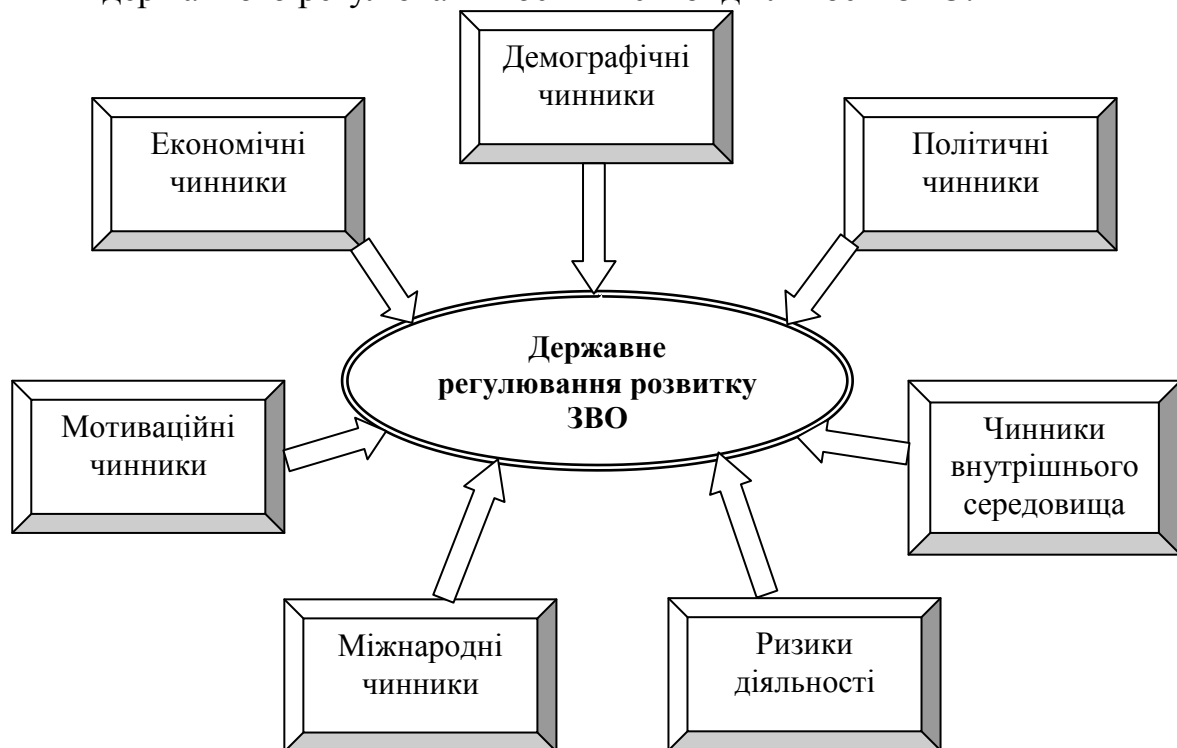 Демографічні
чинники
Економічні
чинники
Політичні
чинники
Державне
регулювання розвитку
ЗВО
Мотиваційні
чинники
Чинники
внутрішнього
середовища
Міжнародні
чинники
Ризики
діяльності